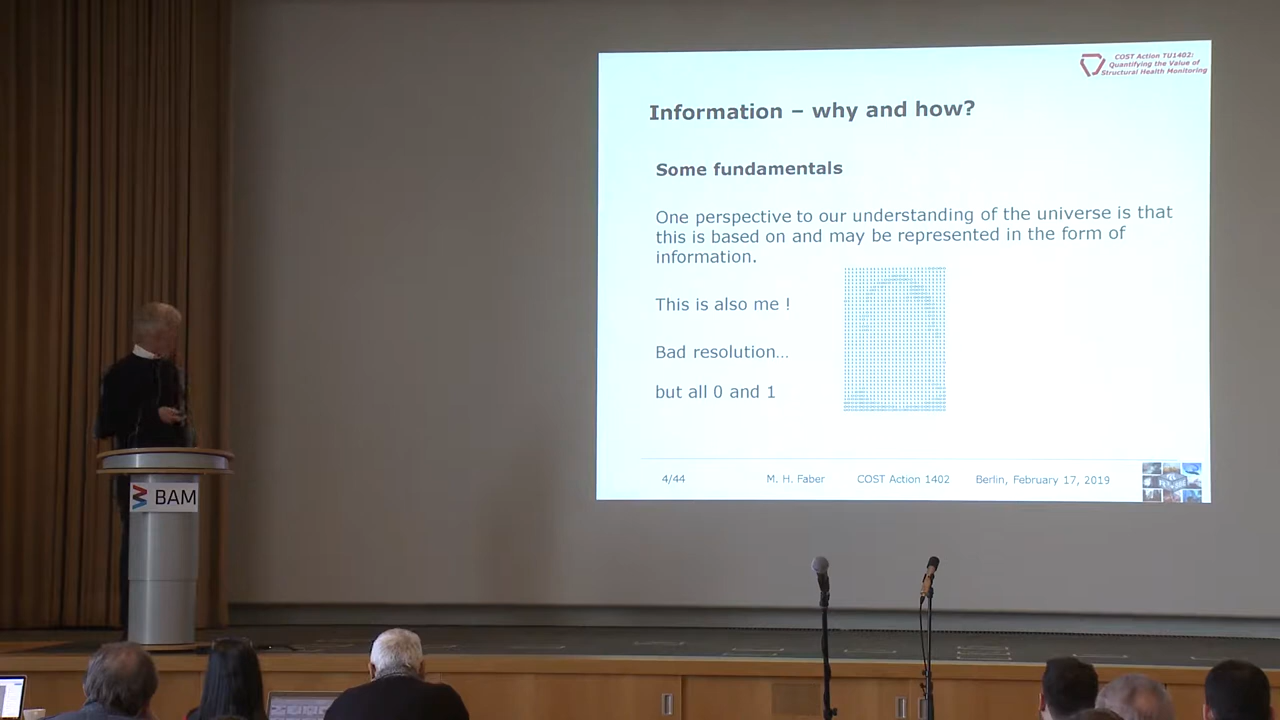 COST Action TU1402:
Quantifying the Value of
Structural Health Monitoring
Information – why and how?
Some fundamentals
One perspective to our understanding of the universe is that
this is based on and may be represented in the form of
information.
This is also me !
Bad resolution...
but all 0 and 1
4/44 M. H. Faber COST Action 1402 Berlin, February 17, 2019
BAM